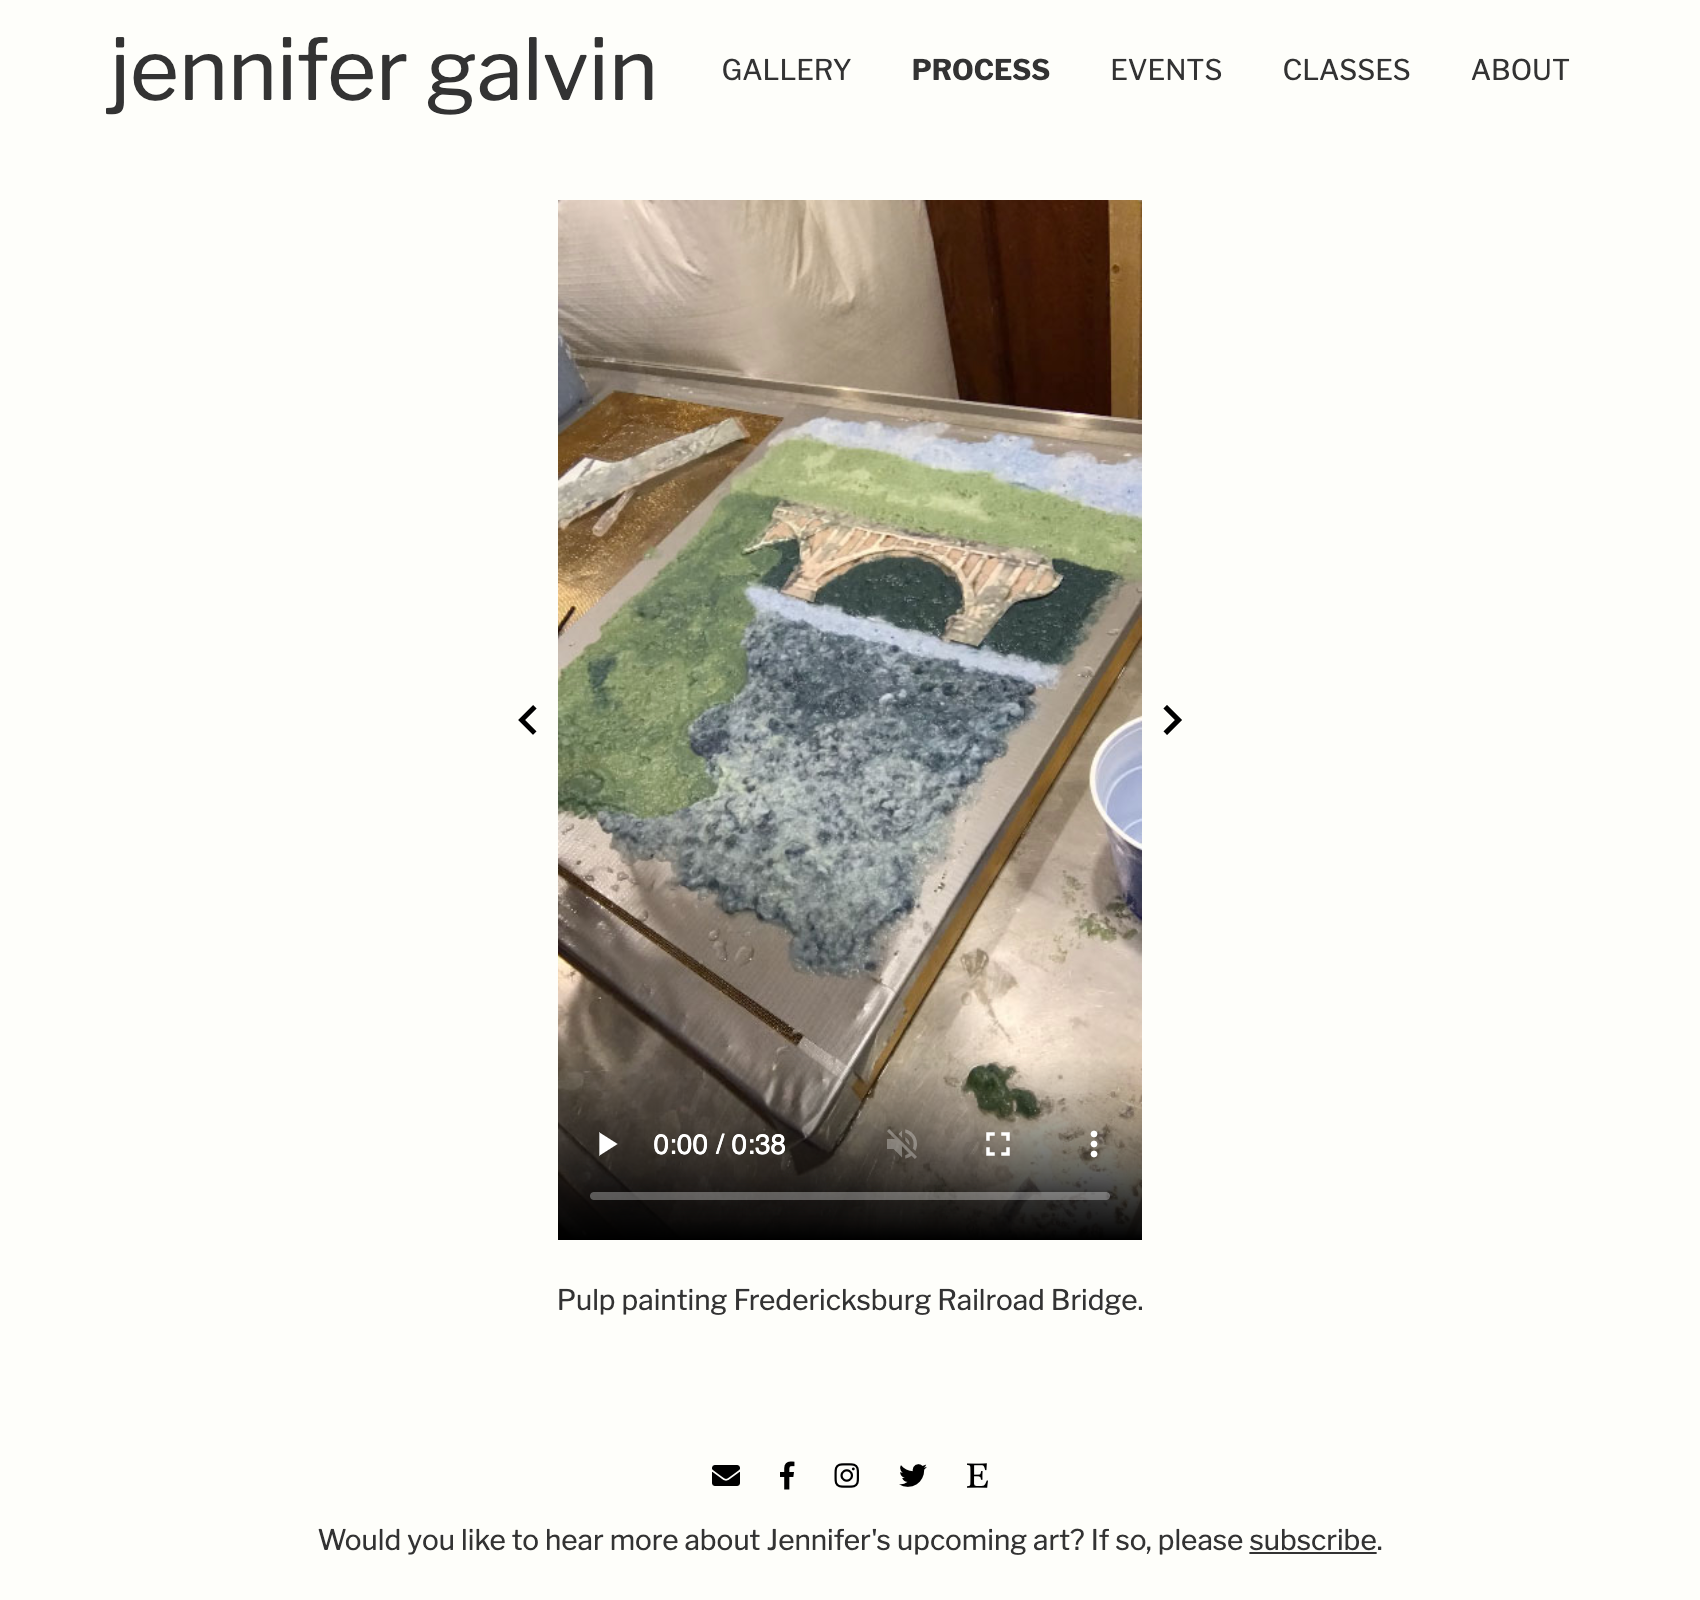 jennifer galvin
GALLERY PROCESS EVENTS CLASSES ABOUT
0:00 / 0:38
Pulp painting Fredericksburg Railroad Bridge.
Would you like to hear more about Jennifer's upcoming art? If so, please subscribe.